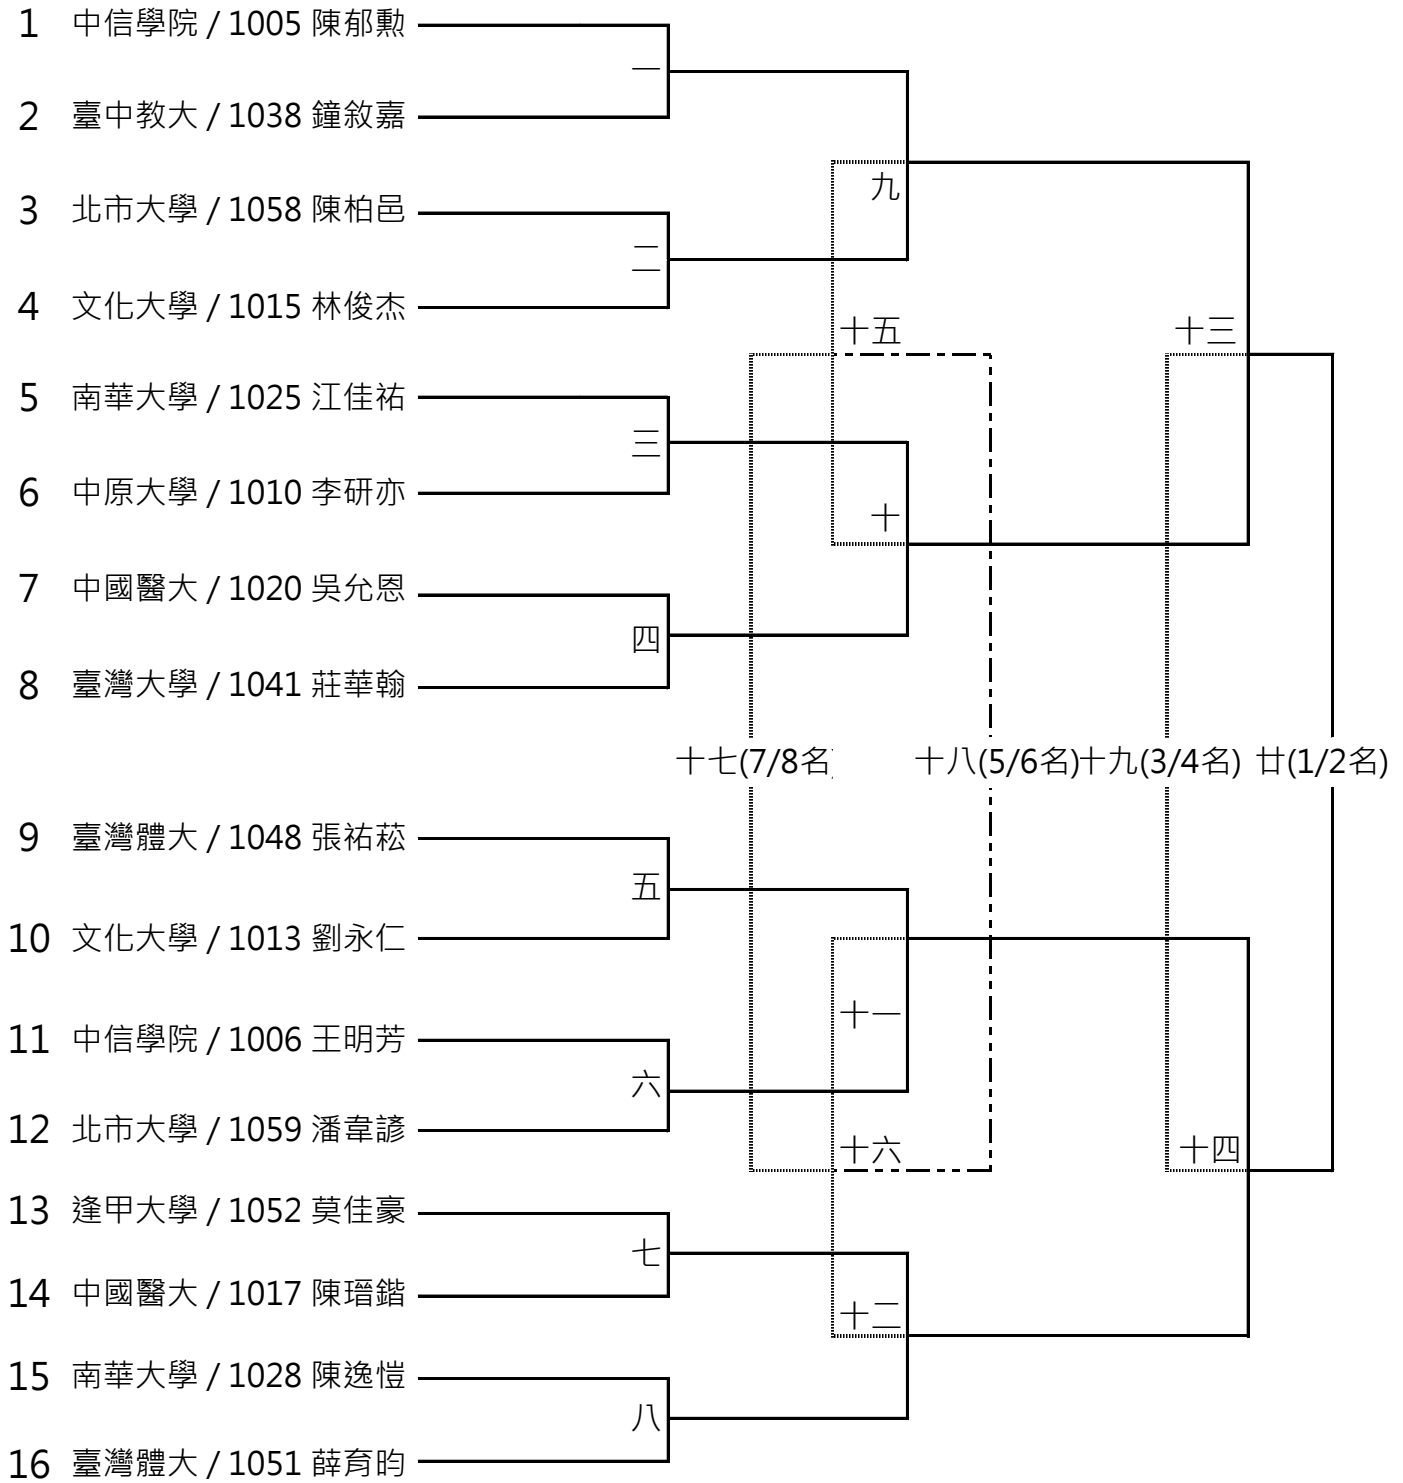 1 中信學院 / 1005 陳郁勳
一
2 臺中教大 / 1038 鐘敘嘉
九
3 北市大學 / 1058 陳柏邑
二
4 文化大學 / 1015 林俊杰
十五 十三
5 南華大學 / 1025 江佳祐
三
6 中原大學 / 1010 李研亦
十
7 中國醫大 / 1020 吳允恩
四
8 臺灣大學 / 1041 莊華翰
十七(7/8名) 十八(5/6名) 十九(3/4名) 廿(1/2名)
9 臺灣體大 / 1048 張祐菘
五
10 文化大學 / 1013 劉永仁
十一
11 中信學院 / 1006 王明芳
六
12 北市大學 / 1059 潘韋諺
十六 十四
13 逢甲大學 / 1052 莫佳豪
七
14 中國醫大 / 1017 陳瑨鍇
十二
15 南華大學 / 1028 陳逸愷
八
16 臺灣體大 / 1051 薛育昀